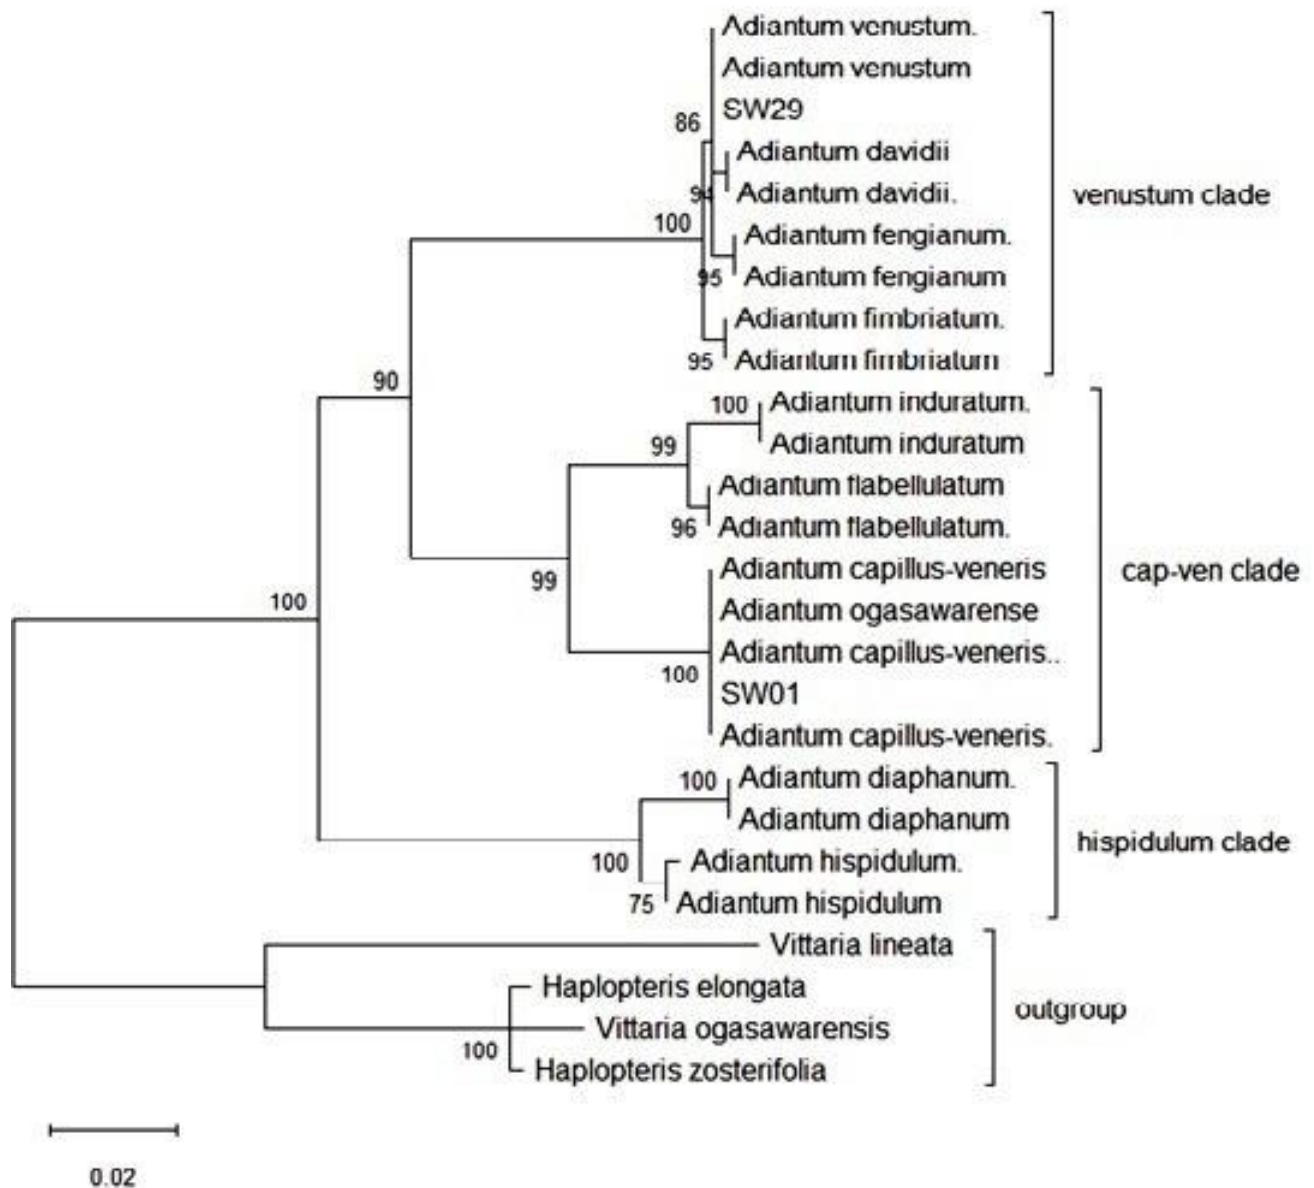 Adiantum venustum.
Adiantum venustum
SW29
86
Adiantum davidii
94
Adiantum davidii.
venustum clade
100
Adiantum fengianum.
95
Adiantum fengianum
Adiantum fimbriatum.
95
Adiantum fimbriatum
90
100
Adiantum induratum.
99
Adiantum induratum
Adiantum flabellulatum
96
Adiantum flabellulatum.
99
Adiantum capillus-veneris
cap-ven clade
100
Adiantum ogasawarense
Adiantum capillus-veneris..
100
SW01
Adiantum capillus-veneris.
100
Adiantum diaphanum.
Adiantum diaphanum
hispidulum clade
100
Adiantum hispidulum.
75
Adiantum hispidulum
Vittaria lineata
Haplopteris elongata
outgroup
Vittaria ogasawarensis
100
Haplopteris zosterifolia
0.02